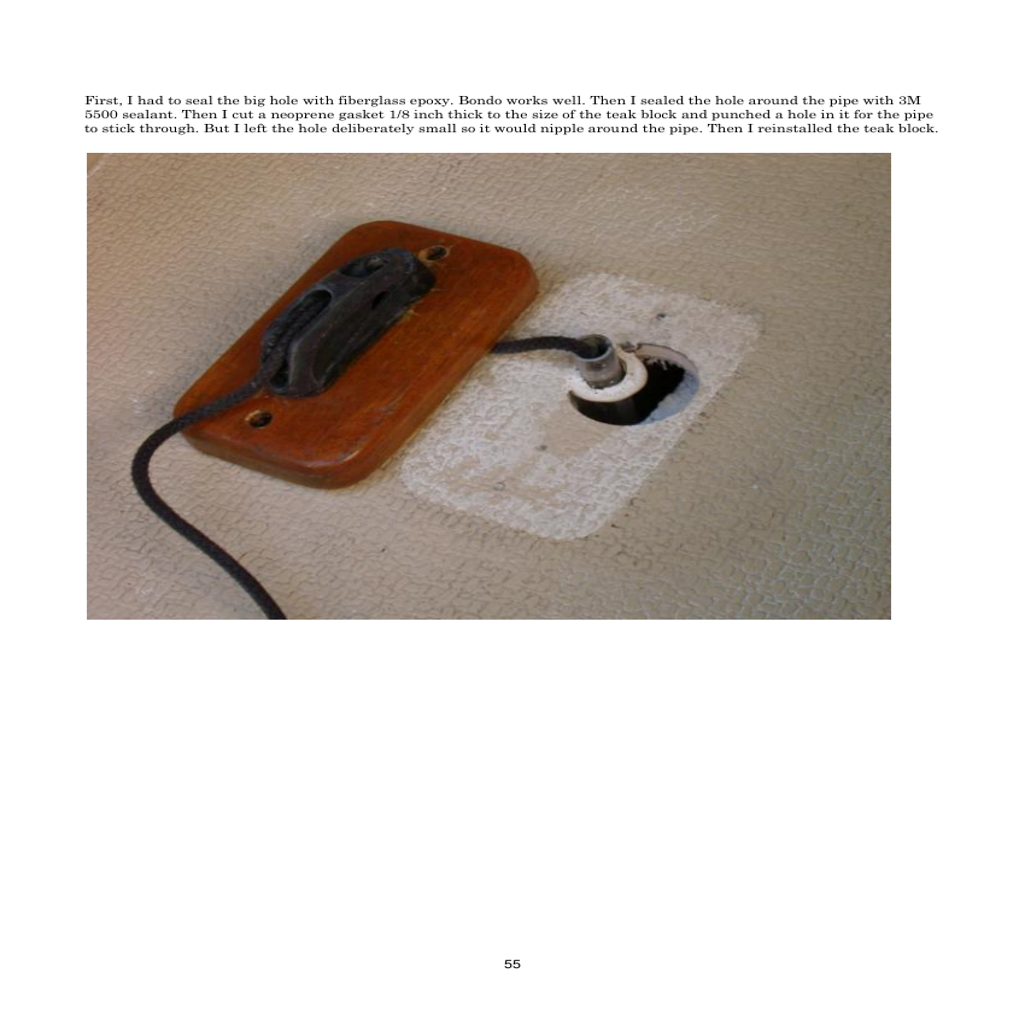 First, I had to seal the big hole with fiberglass epoxy. Bondo works well. Then I sealed the hole around the pipe with 3M
5500 sealant. Then I cut a neoprene gasket 1/8 inch thick to the size of the teak block and punched a hole in it for the pipe
to stick through. But I left the hole deliberately small so it would nipple around the pipe. Then I reinstalled the teak block.
55